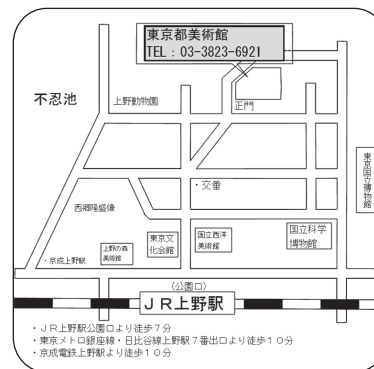 東京都美術館
TEL：03-3823-6921
不忍池
上野動物園
正門
東京国立博物館
・交番
西郷隆盛像
東京文
化会館
国立西洋
美術館
国立科学
博物館
上野の森
美術館
・京成上野駅
（公園口）
ＪＲ上野駅
・ＪＲ上野駅公園口より徒歩７分
・東京メトロ銀座線・日比谷線上野駅７番出口より徒歩１０分
・京成電鉄上野駅より徒歩１０分